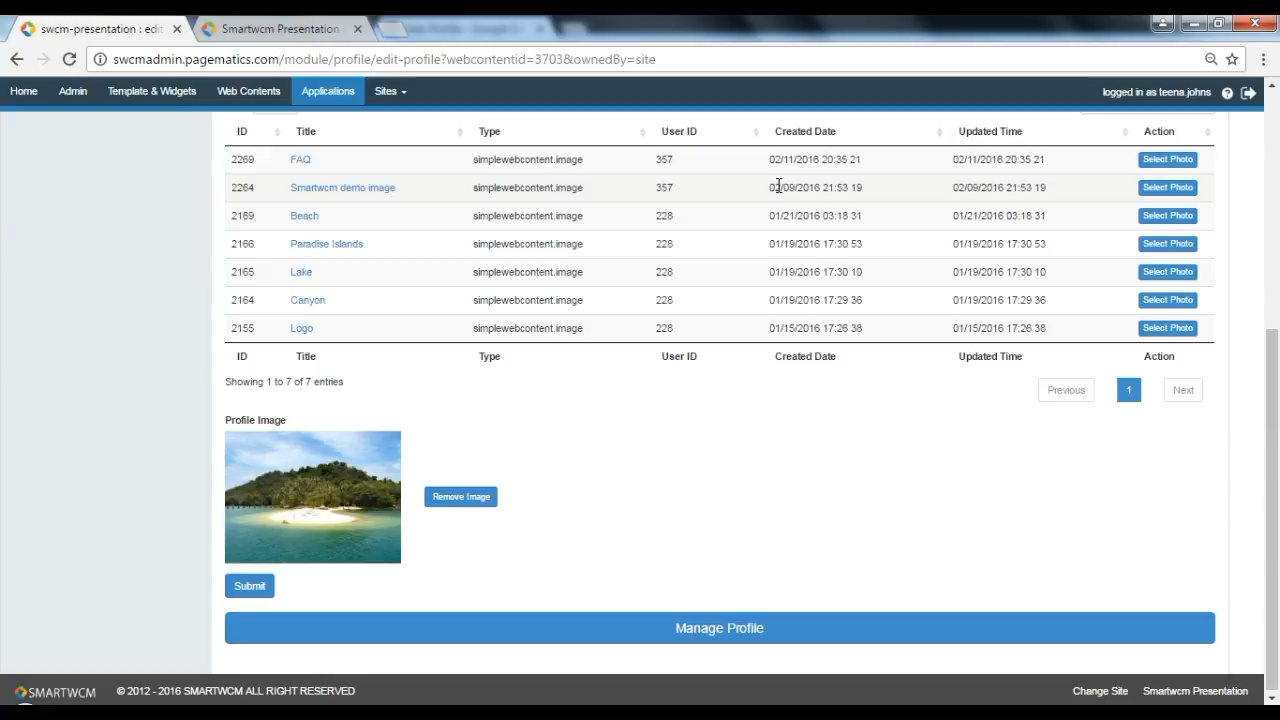 swcm-presentation : edit
Smartwcm Presentation
swcmadmin.pagematics.com/module/profile/edit-profile?webcontentid=3703&ownedBy=site
Home Admin Template & Widgets Web Contents Applications Sites logged in as teena.johns
ID Title Type User ID Created Date Updated Time Action
2269 FAQ simplewebcontent.image 357 02/11/2016 20:35 21 02/11/2016 20:35 21 Select Photo
2264 Smartwcm demo image simplewebcontent.image 357 02/09/2016 21:53 19 02/09/2016 21:53 19 Select Photo
2169 Beach simplewebcontent.image 228 01/21/2016 03:18 31 01/21/2016 03:18 31 Select Photo
2166 Paradise Islands simplewebcontent.image 228 01/19/2016 17:30 53 01/19/2016 17:30 53 Select Photo
2165 Lake simplewebcontent.image 228 01/19/2016 17:30 10 01/19/2016 17:30 10 Select Photo
2164 Canyon simplewebcontent.image 228 01/19/2016 17:29 36 01/19/2016 17:29 36 Select Photo
2155 Logo simplewebcontent.image 228 01/15/2016 17:26 38 01/15/2016 17:26 38 Select Photo
ID Title Type User ID Created Date Updated Time Action
Showing 1 to 7 of 7 entries
Previous 1 Next
Profile Image
Remove Image
Submit
Manage Profile
SMARTWCM © 2012 - 2016 SMARTWCM ALL RIGHT RESERVED Change Site Smartwcm Presentation